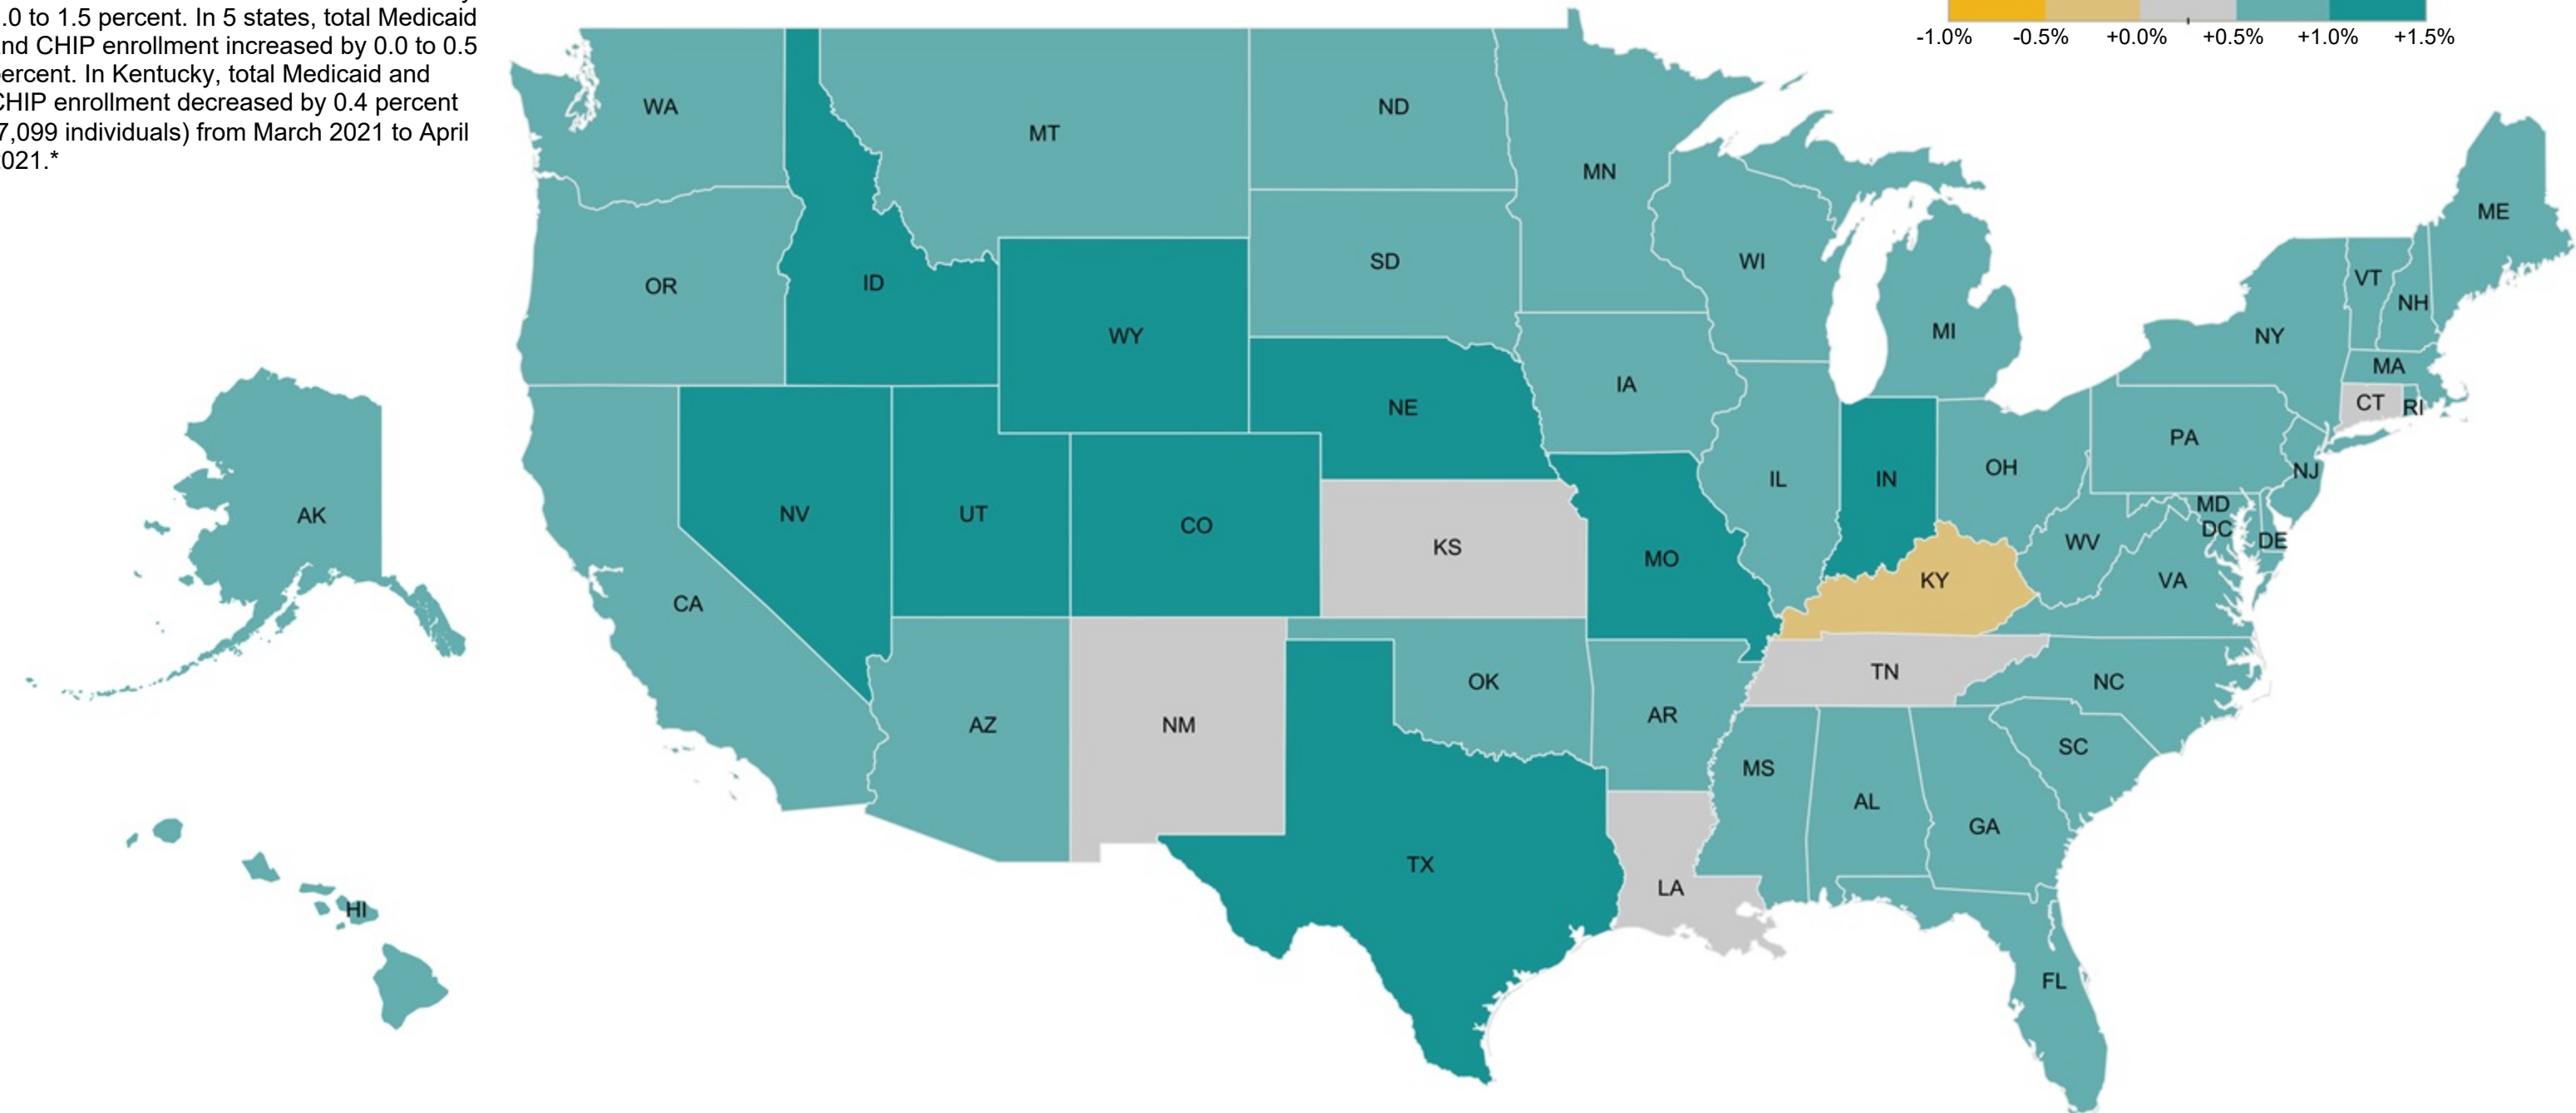 .0 to 1.5 percent. In 5 states, total Medicaid
nd CHIP enrollment increased by 0.0 to 0.5
ercent. In Kentucky, total Medicaid and
CHIP enrollment decreased by 0.4 percent
7,099 individuals) from March 2021 to April
021.*
-1.0% -0.5% +0.0% +0.5% +1.0% +1.5%
WA
MT
ND
MN
ME
OR
ID
SD
WI
VT
NH
WY
MI
NY
MA
IA
NE
CT
RI
PA
OH
NJ
AK
NV
UT
CO
IL
IN
MD
DC
DE
KS
MO
WV
CA
KY
VA
TN
OK
NC
AZ
NM
AR
SC
MS
AL
GA
TX
LA
HI
FL